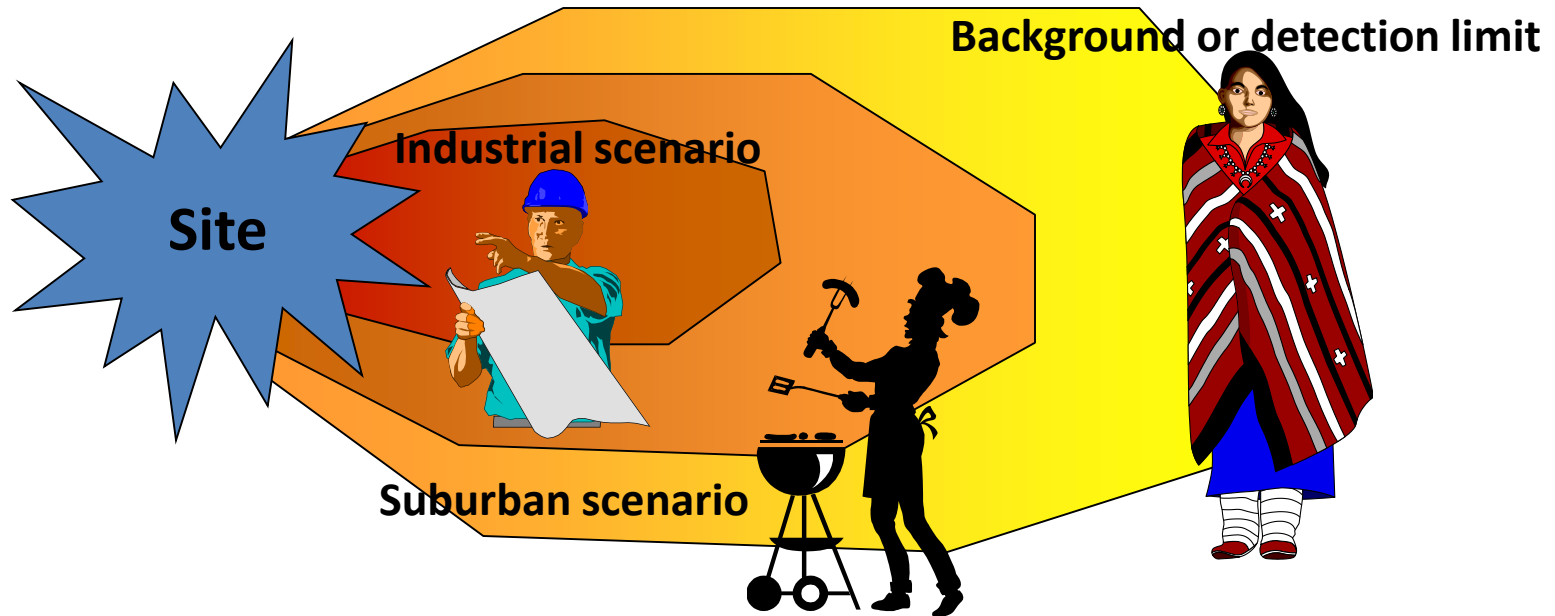 Background or detection limit
Industrial scenario
Site
Suburban scenario